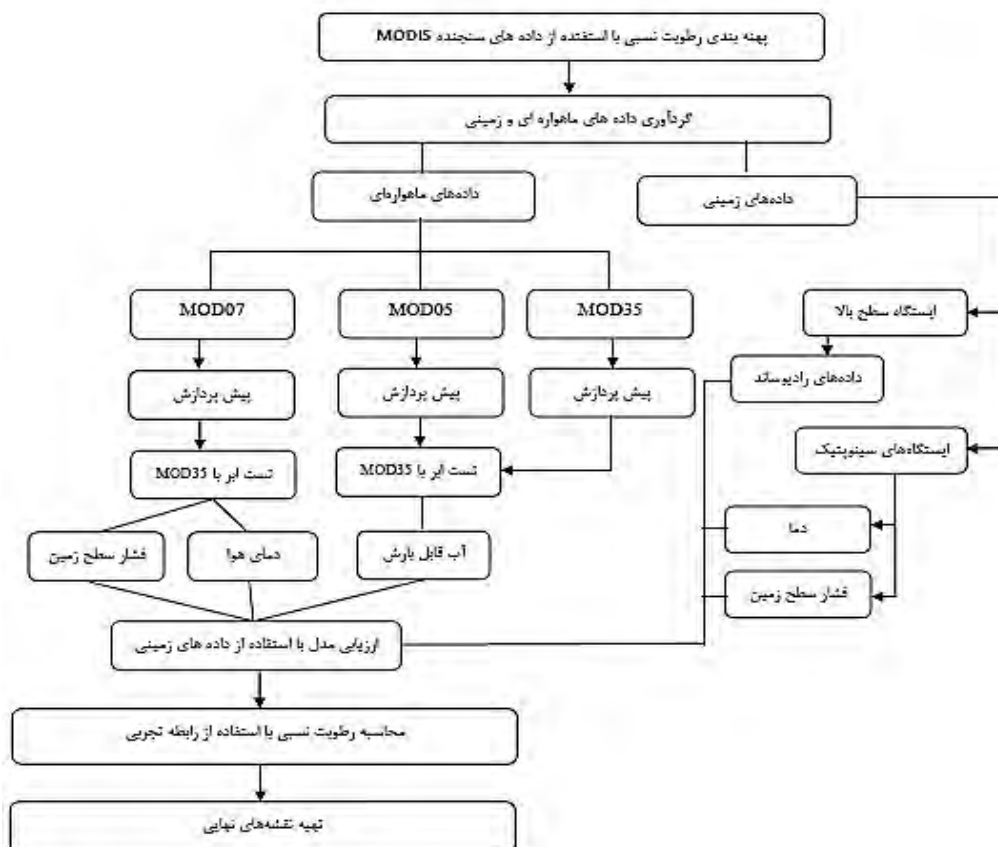 پهنه بندی رطوبت نسبی با استفتده از داده های سنجنده MODIS
گردآوری داده های ماهواره ای و زمینی
داده‌های زمینی
داده‌های ماهواره‌ای
ایستگاه سطح بالا
MOD35
MOD05
MOD07
داده‌های رادیوساند
پیش پردازش
پیش پردازش
پیش پردازش
ایستگاه‌های سینوپتیک
تست ابر با MOD35
تست ابر با MOD35
دما
آب قابل بارش
دمای هوا
فشار سطح زمین
فشار سطح زمین
ارزیابی مدل با استقاده از داده های زمینی
محاسبه رطوبت نسبی با استفاده از رابطه تجربی
تهیه نقشه‌های نهایی